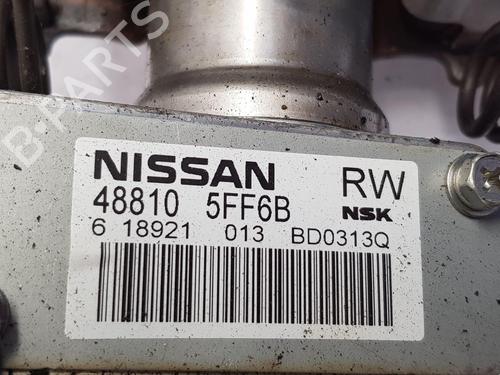 B-PARTS
NISSAN RW
48810 5FF6B NSK
6 18921 013 BD0313Q